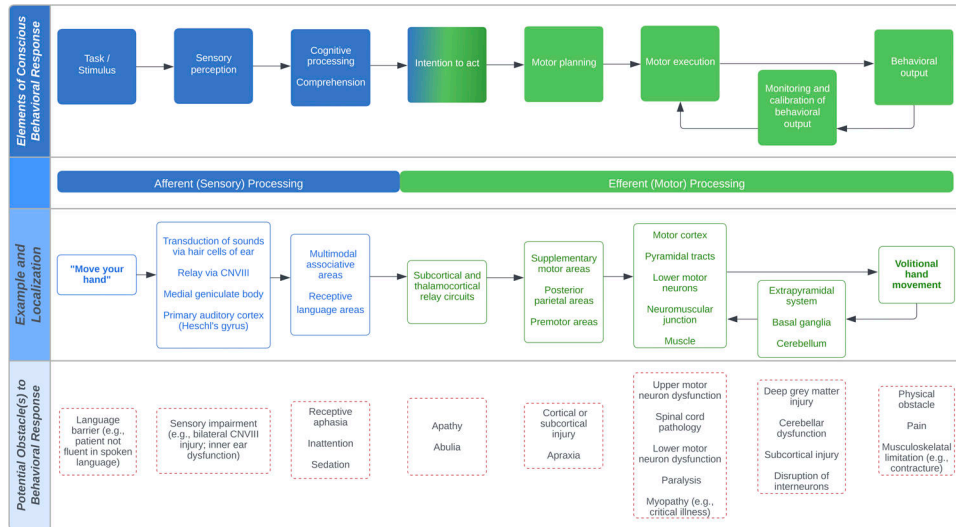 Elements of Conscious
Behavioral Response
Task /
Stimulus
Sensory
perception
Cognitive
processing
Comprehension
Intention to act
Motor planning
Motor execution
Monitoring and
calibration of
behavioral
output
Behavioral
output
Afferent (Sensory) Processing
Efferent (Motor) Processing
Example and
Localization
"Move your
hand"
Transduction of sounds
via hair cells of ear
Relay via CNVIII
Medial geniculate body
Primary auditory cortex
(Heschl's gyrus)
Multimodal
associative
areas
Receptive
language areas
Subcortical and
thalamocortical
relay circuits
Supplementary
motor areas
Posterior
parietal areas
Premotor areas
Motor cortex
Pyramidal tracts
Lower motor
neurons
Neuromuscular
junction
Muscle
Extrapyramidal
system
Basal ganglia
Cerebellum
Volitional
hand
movement
Potential Obstacle(s) to
Behavioral Response
Language
barrier (e.g.,
patient not
fluent in spoken
language)
Sensory impairment
(e.g., bilateral CNVIII
injury; inner ear
dysfunction)
Receptive
aphasia
Inattention
Sedation
Apathy
Abulia
Cortical or
subcortical
injury
Apraxia
Upper motor
neuron dysfunction
Spinal cord
pathology
Lower motor
neuron dysfunction
Paralysis
Myopathy (e.g.,
critical illness)
Deep grey matter
injury
Cerebellar
dysfunction
Subcortical injury
Disruption of
interneurons
Physical
obstacle
Pain
Musculoskelatal
limitation (e.g.,
contracture)